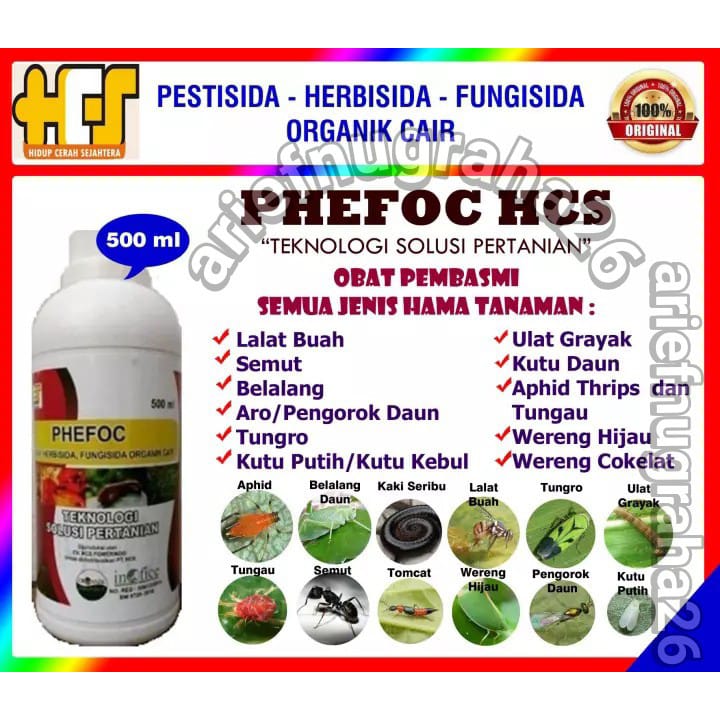 HCS
HIDUP CERAH SEJAHTERA
PESTISIDA - HERBISIDA - FUNGISIDA
ORGANIK CAIR
100%
ORIGINAL
500 ml
PHEFOC HCS
“TEKNOLOGI SOLUSI PERTANIAN”
OBAT PEMBASMI
SEMUA JENIS HAMA TANAMAN :
Lalat Buah
Semut
Belalang
Aro/Pengorok Daun
Tungro
Kutu Putih/Kutu Kebul
Ulat Grayak
Kutu Daun
Aphid Thrips dan
Tungau
Wereng Hijau
Wereng Cokelat
500 ml
PHEFOC
HERBISIDA, FUNGISIDA ORGANIK CAIR
TEKNOLOGI
SOLUSI PERTANIAN
inofice
Aphid
Belalang
Daun
Kaki Seribu
Lalat
Buah
Tungro
Ulat
Grayak
Tungau
Semut
Tomcat
Wereng
Hijau
Pengorok
Daun
Kutu
Putih
ariefnugraha26
ariefnugraha26